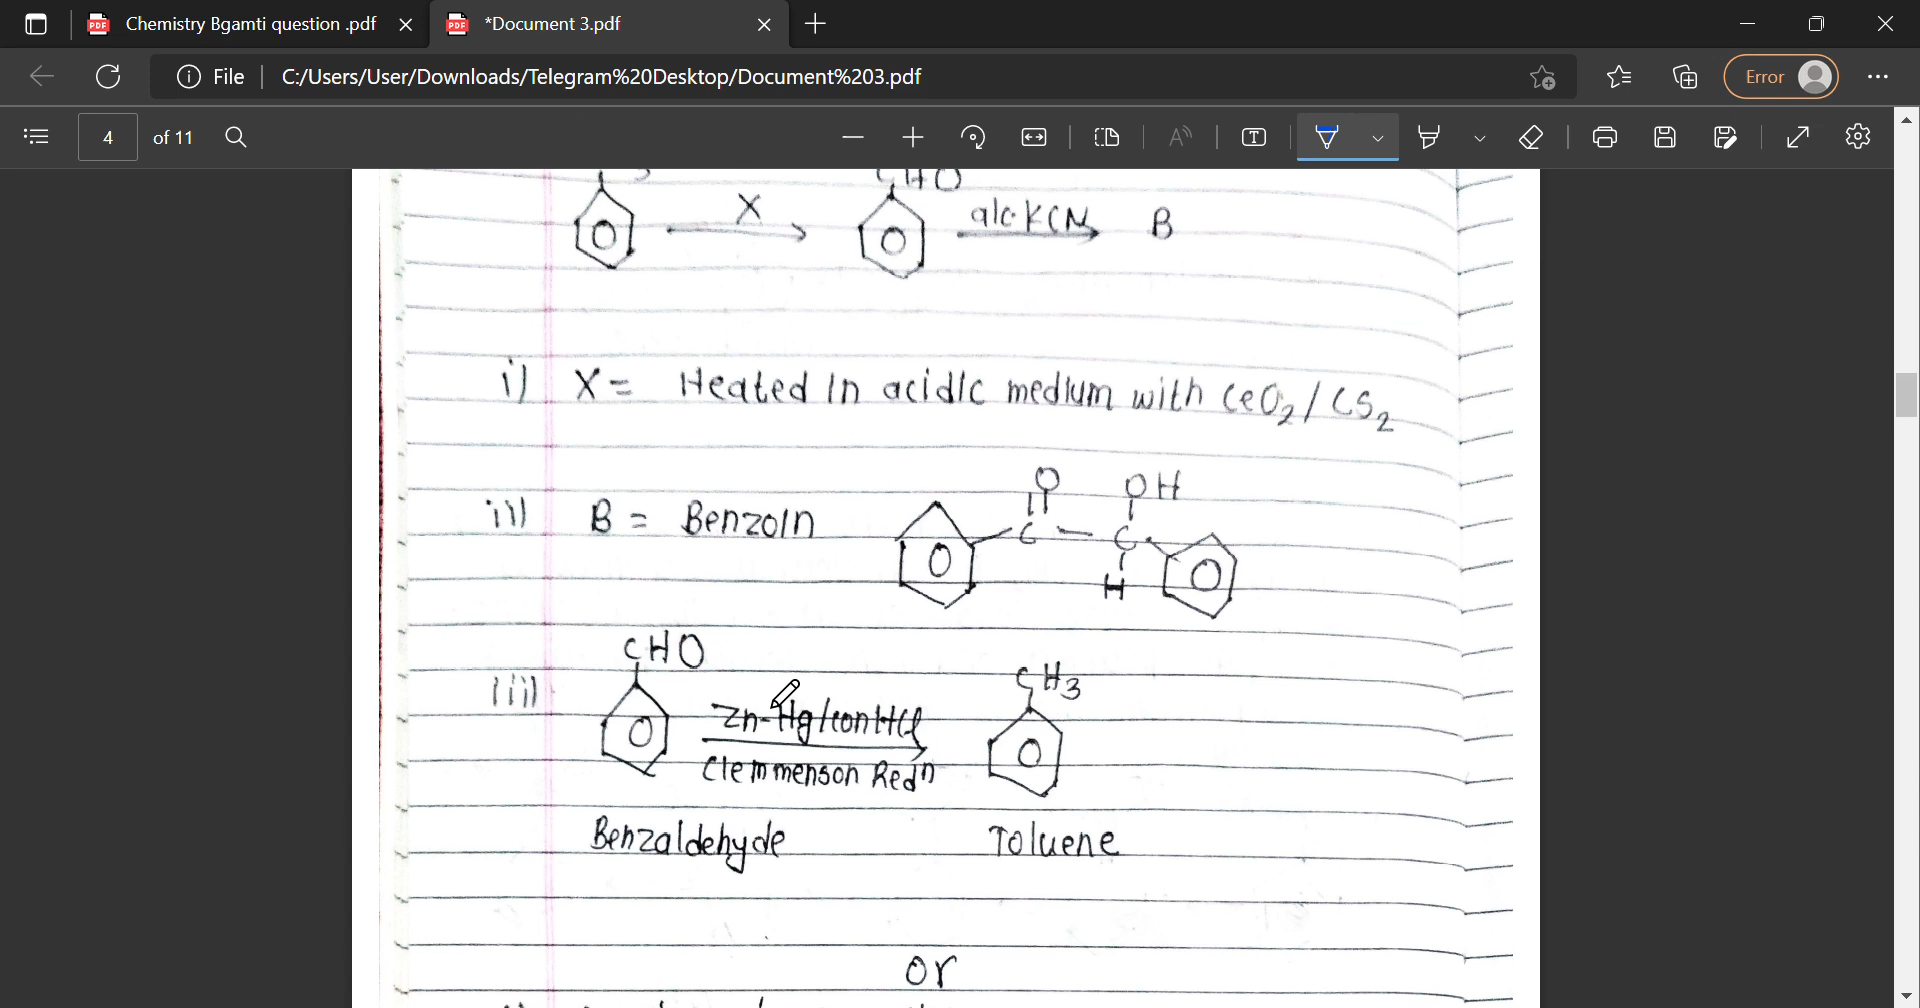 Chemistry Bgamti question .pdf
*Document 3.pdf
File
C:/Users/User/Downloads/Telegram%20Desktop/Document%203.pdf
Error
4 of 11
CHO
X
alc.KCN
B
i) X = Heated in acidic medium with CeO2/CS2
ii) B = Benzoin
O OH
C — C
H
CHO
CH3
iii)
Zn-Hg/conHCl
Clemmenson Redn
Benzaldehyde Toluene
or